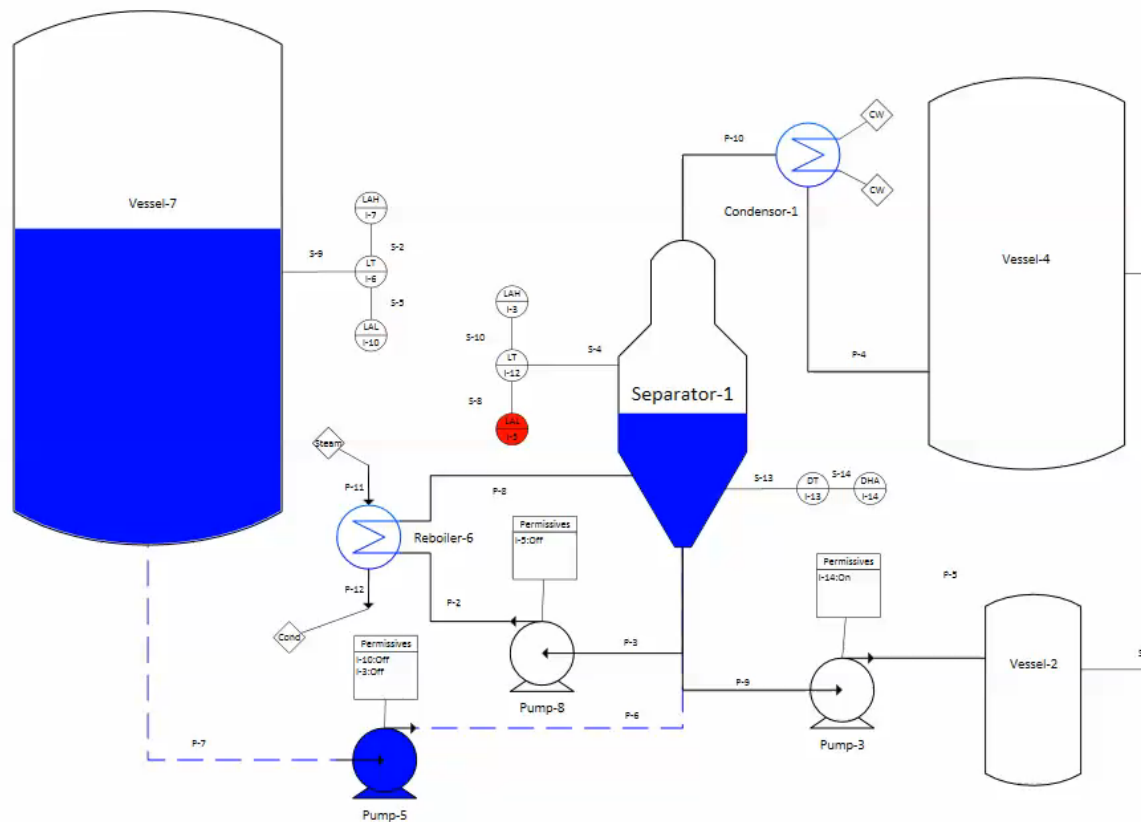 Vessel-7
LAH
I-7
S-9
S-2
LT
I-6
S-5
LAL
I-10
P-10
CW
CW
Condensor-1
Vessel-4
P-4
LAH
I-3
S-10
S-4
LT
I-12
S-8
LAL
I-5
Separator-1
Steam
P-11
P-8
S-13
DT
I-13
S-14
DHA
I-14
Reboiler-6
Permissives
I-5:Off
Permissives
I-14:On
P-5
P-12
P-2
Cond
P-3
Permissives
I-10:Off
I-3:Off
Vessel-2
S
P-9
Pump-8
P-6
Pump-3
P-7
Pump-5